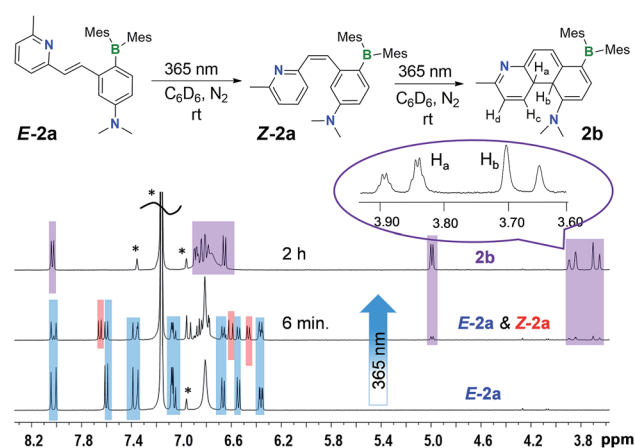 Mes
B
Mes
N
N
E-2a
365 nm
C6D6, N2
rt
Mes
B
Mes
N
N
Z-2a
365 nm
C6D6, N2
rt
Mes
B
Mes
N
Ha
Hb
Hd
Hc
N
2b
Ha
Hb
3.90 3.80 3.70 3.60
*
*
*
2 h
2b
6 min.
E-2a & Z-2a
365 nm
*
E-2a
8.2 7.8 7.4 7.0 6.6 6.2 5.8 5.4 5.0 4.6 4.2 3.8 ppm